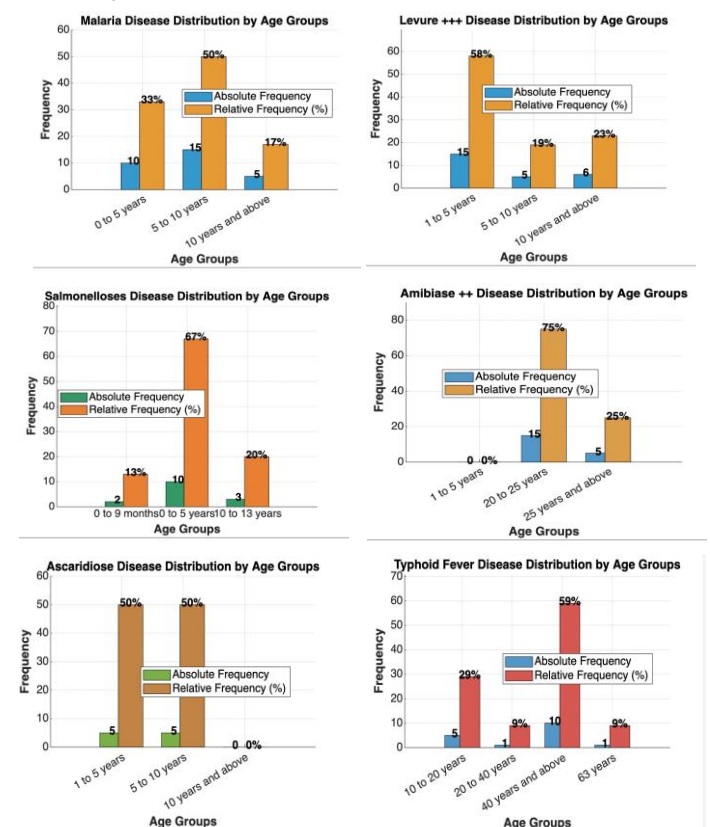 Malaria Disease Distribution by Age Groups
60
50
40
30
20
10
0
Frequency
33%
50%
17%
10
15
5
Absolute Frequency
Relative Frequency (%)
0 to 5 years
5 to 10 years
10 years and above
Age Groups
Levure +++ Disease Distribution by Age Groups
60
50
40
30
20
10
0
Frequency
58%
19%
23%
15
5
6
Absolute Frequency
Relative Frequency (%)
1 to 5 years
5 to 10 years
10 years and above
Age Groups
Salmonelloses Disease Distribution by Age Groups
80
70
60
50
40
30
20
10
0
Frequency
67%
13%
20%
2
10
3
Absolute Frequency
Relative Frequency (%)
0 to 9 months
0 to 5 years
10 to 13 years
Age Groups
Amibiase ++ Disease Distribution by Age Groups
80
60
40
20
0
Frequency
75%
25%
0
0%
15
5
Absolute Frequency
Relative Frequency (%)
1 to 5 years
20 to 25 years
25 years and above
Age Groups
Ascaridiose Disease Distribution by Age Groups
60
50
40
30
20
10
0
Frequency
50%
50%
5
5
0
0%
Absolute Frequency
Relative Frequency (%)
1 to 5 years
5 to 10 years
10 years and above
Age Groups
Typhoid Fever Disease Distribution by Age Groups
70
60
50
40
30
20
10
0
Frequency
59%
29%
9%
9%
5
1
10
1
Absolute Frequency
Relative Frequency (%)
10 to 20 years
20 to 40 years
40 years and above
63 years
Age Groups